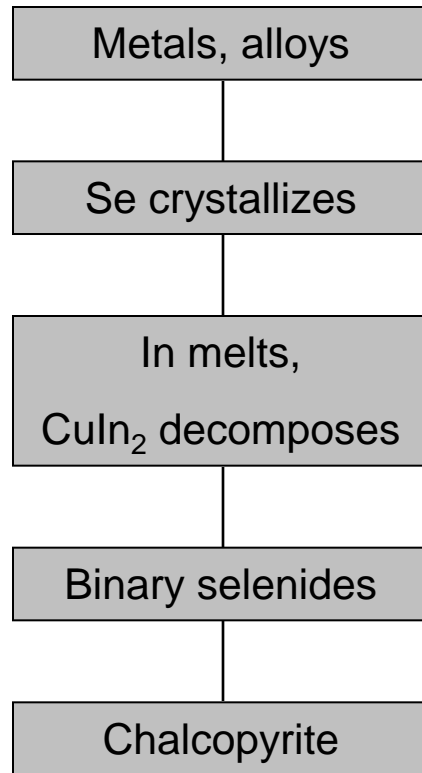 Metals, alloys
Se crystallizes
In melts,
CuIn₂ decomposes
Binary selenides
Chalcopyrite